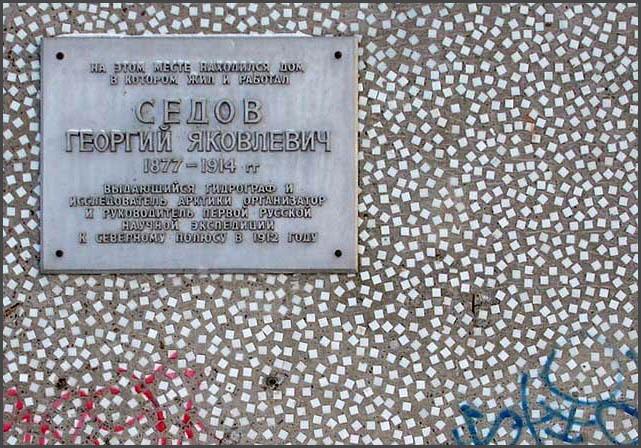 НА ЭТОМ МЕСТЕ НАХОДИЛСЯ ДОМ,
В КОТОРОМ ЖИЛ И РАБОТАЛ
СЕДОВ
ГЕОРГИЙ ЯКОВЛЕВИЧ
1877–1914 гг
ВЫДАЮЩИЙСЯ ГИДРОГРАФ И
ИССЛЕДОВАТЕЛЬ АРКТИКИ ОРГАНИЗАТОР
И РУКОВОДИТЕЛЬ ПЕРВОЙ РУССКОЙ
НАУЧНОЙ ЭКСПЕДИЦИИ
К СЕВЕРНОМУ ПОЛЮСУ В 1912 ГОДУ